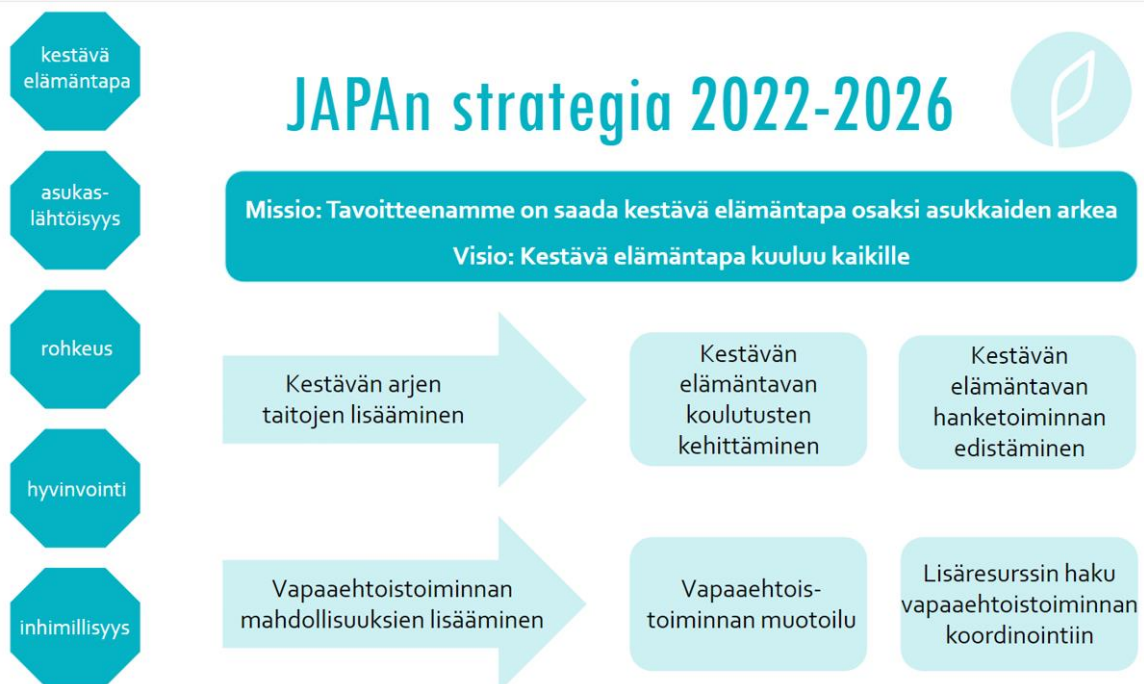 kestävä
elämäntapa
JAPAn strategia 2022-2026
asukas-
lähtöisyys
Missio: Tavoitteenamme on saada kestävä elämäntapa osaksi asukkaiden arkea
Visio: Kestävä elämäntapa kuuluu kaikille
rohkeus
Kestävän arjen
taitojen lisääminen
Kestävän
elämäntavan
koulutusten
kehittäminen
Kestävän
elämäntavan
hanketoiminnan
edistäminen
hyvinvointi
inhimillisyys
Vapaaehtoistoiminnan
mahdollisuuksien lisääminen
Vapaaehtois-
toiminnan muotoilu
Lisäresurssin haku
vapaaehtoistoiminnan
koordinointiin